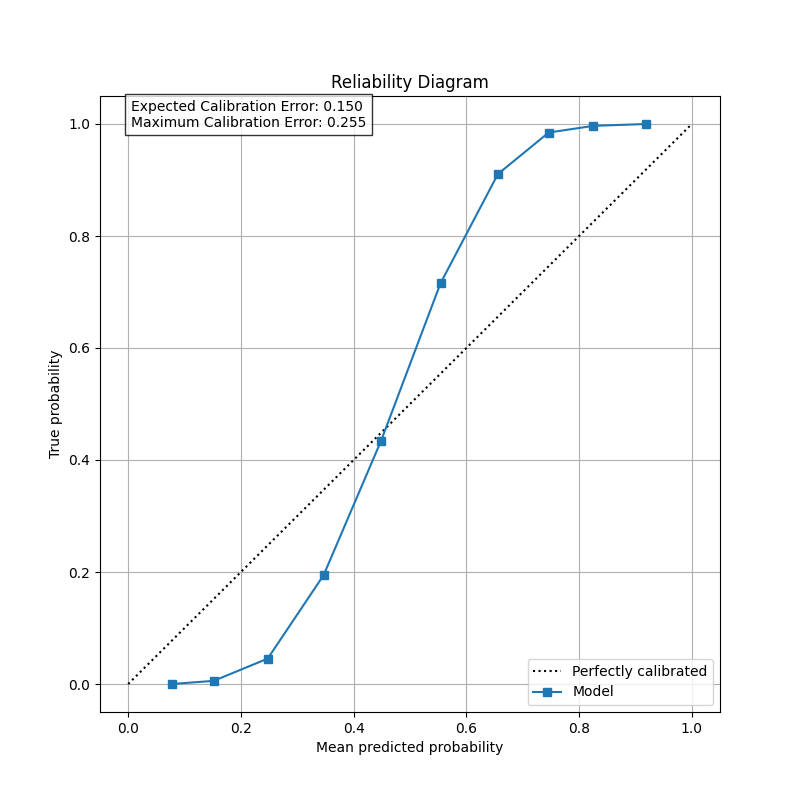 Reliability Diagram
Expected Calibration Error: 0.150
Maximum Calibration Error: 0.255
1.0
0.8
0.6
0.4
0.2
0.0
True probability
Perfectly calibrated
Model
0.0 0.2 0.4 0.6 0.8 1.0
Mean predicted probability